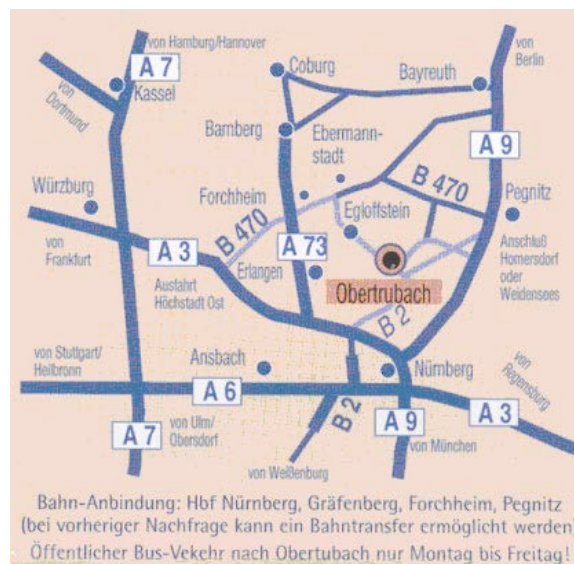 von Hamburg/Hannover
A 7
Kassel
von
Dortmund
Coburg
Bayreuth
von
Berlin
Bamberg
Ebermann-
stadt
A 9
Würzburg
Forchheim
B 470
Pegnitz
Egloffstein
B 470
von
Frankfurt
A 3
A 73
Anschluß
Homersdorf
oder
Weidensees
Erlangen
Austahrt
Höchstadt Ost
Obertrubach
B 2
von Stuttgart/
Heilbronn
Ansbach
Nürnberg
von
Regensburg
A 6
B 2
A 9
A 3
A 7
von Ulm/
Obersdorf
von München
von Weißenburg
Bahn-Anbindung: Hbf Nürnberg, Gräfenberg, Forchheim, Pegnitz
(bei vorheriger Nachfrage kann ein Bahntransfer ermöglicht werden
Öffentlicher Bus-Vekehr nach Obertubach nur Montag bis Freitag!